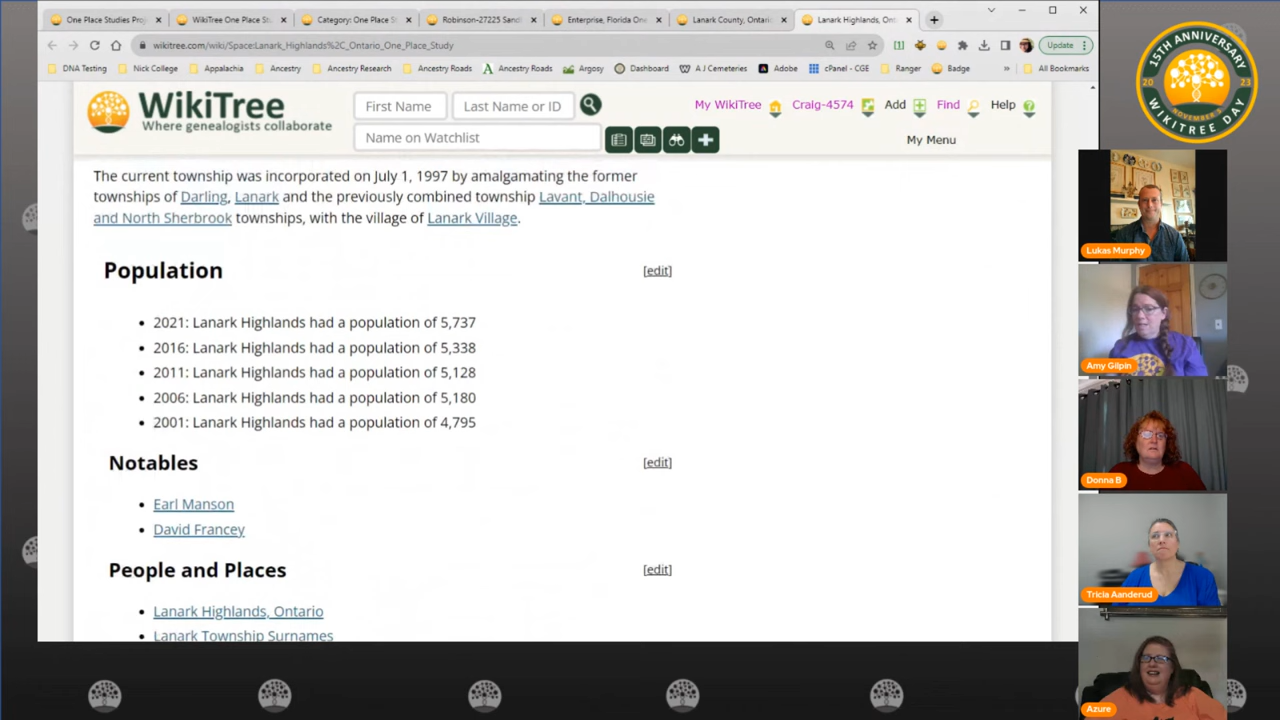 One Place Studies Proj
WikiTree One Place St
Category: One Place S
Robinson-27225 Sand
Enterprise, Florida One
Lanark County, Ontari
Lanark Highlands, On
wikitree.com/wiki/Space:Lanark_Highlands%2C_Ontario_One_Place_Study
Update
DNA Testing
Nick College
Appalachia
Ancestry
Ancestry Research
Ancestry Roads
Ancestry Roads
Argosy
Dashboard
A J Cemeteries
Adobe
cPanel - CGE
Ranger
Badge
»
All Bookmarks
WikiTree
Where genealogists collaborate
First Name
Last Name or ID
Name on Watchlist
My WikiTree
Craig-4574
Add
Find
Help
My Menu
The current township was incorporated on July 1, 1997 by amalgamating the former
townships of Darling, Lanark and the previously combined township Lavant, Dalhousie
and North Sherbrook townships, with the village of Lanark Village.
Population
[edit]
• 2021: Lanark Highlands had a population of 5,737
• 2016: Lanark Highlands had a population of 5,338
• 2011: Lanark Highlands had a population of 5,128
• 2006: Lanark Highlands had a population of 5,180
• 2001: Lanark Highlands had a population of 4,795
Notables
[edit]
• Earl Manson
• David Francey
People and Places
[edit]
• Lanark Highlands, Ontario
• Lanark Township Surnames
15TH ANNIVERSARY
20 23
NOVEMBER 5
WIKITREE DAY
Lukas Murphy
Amy Gilpin
Donna B
Tricia Aanderud
Azure